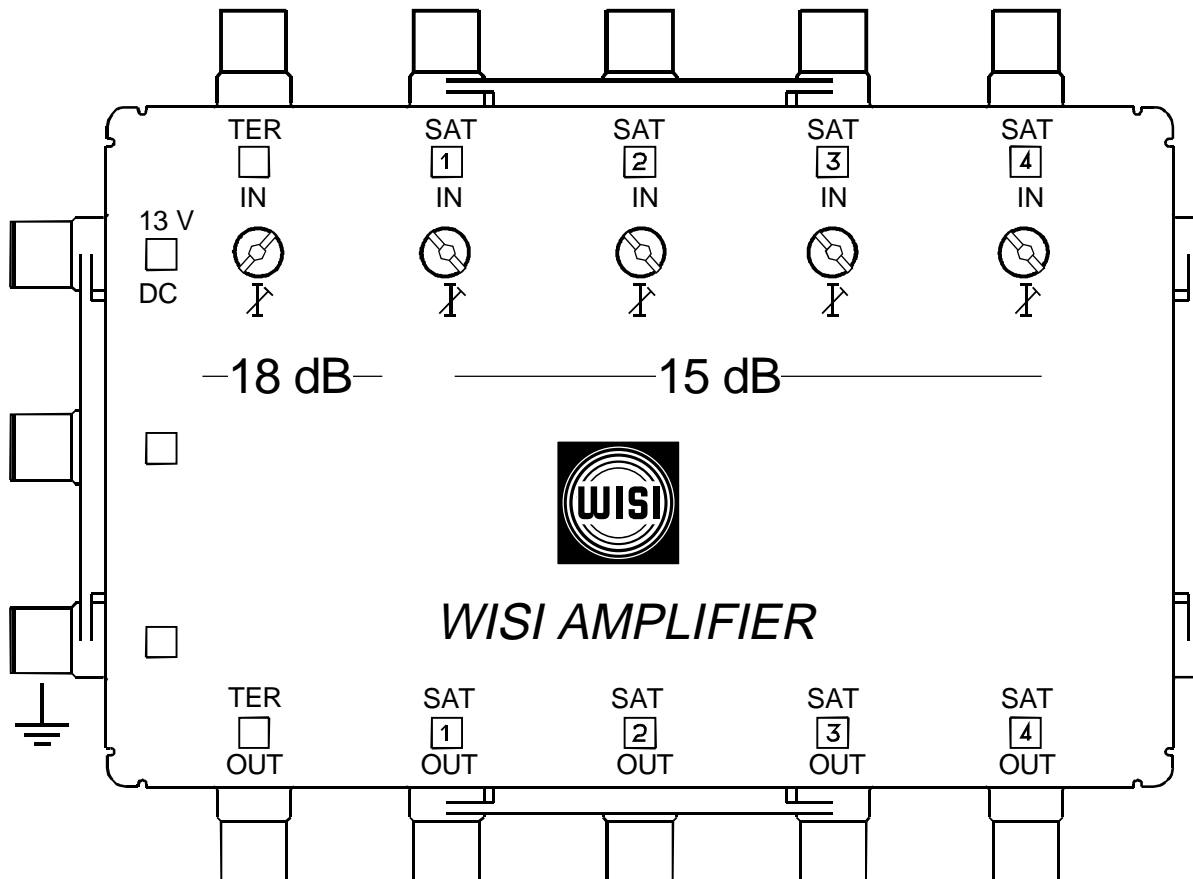 TER SAT SAT SAT SAT
1 2 3 4
IN IN IN IN IN
13 V
DC
18 dB 15 dB
WISI
WISI AMPLIFIER
TER SAT SAT SAT SAT
1 2 3 4
OUT OUT OUT OUT OUT